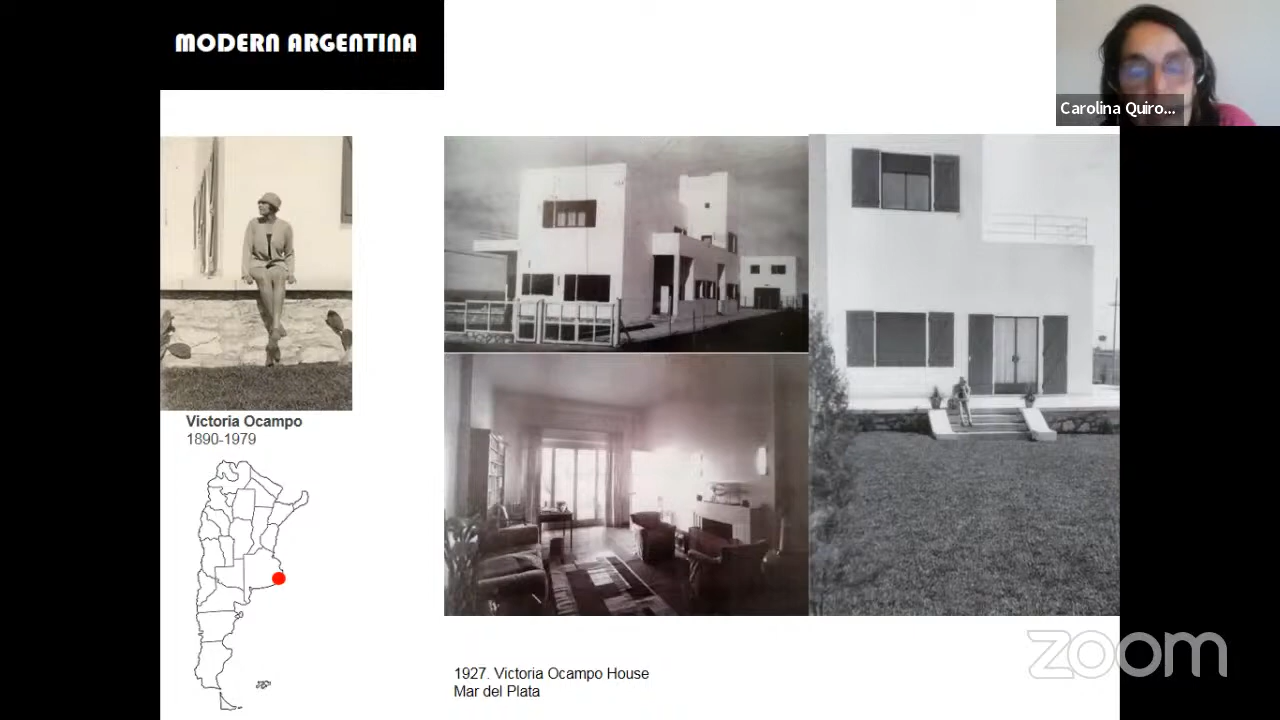 MODERN ARGENTINA
Carolina Quiro...
Victoria Ocampo
1890-1979
1927. Victoria Ocampo House
Mar del Plata
zoom